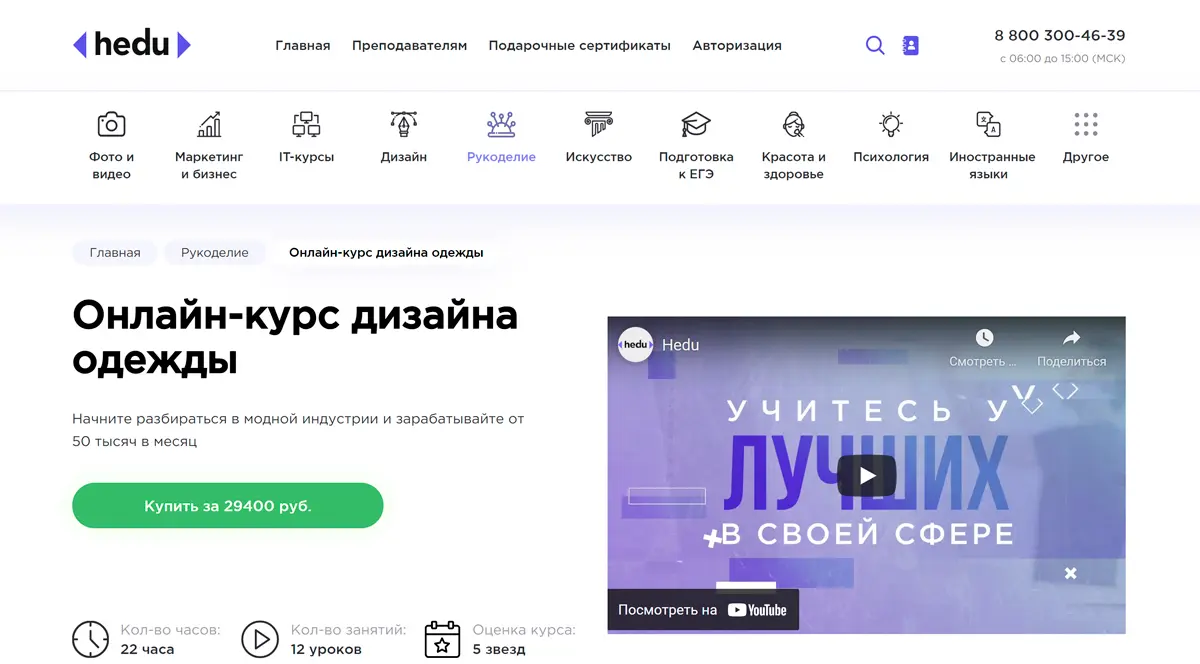 hedu
Главная Преподавателям Подарочные сертификаты Авторизация
8 800 300-46-39
с 06:00 до 15:00 (МСК)
Фото и
видео
Маркетинг
и бизнес
IT-курсы
Дизайн
Рукоделие
Искусство
Подготовка
к ЕГЭ
Красота и
здоровье
Психология
Иностранные
языки
Другое
Главная Рукоделие Онлайн-курс дизайна одежды
Онлайн-курс дизайна
одежды
Начните разбираться в модной индустрии и зарабатывайте от
50 тысяч в месяц
Купить за 29400 руб.
Кол-во часов:
22 часа
Кол-во занятий:
12 уроков
Оценка курса:
5 звезд
hedu
Hedu
Смотреть ...
Поделиться
УЧИТЕСЬ У
ЛУЧШИХ
В СВОЕЙ СФЕРЕ
Посмотреть на YouTube